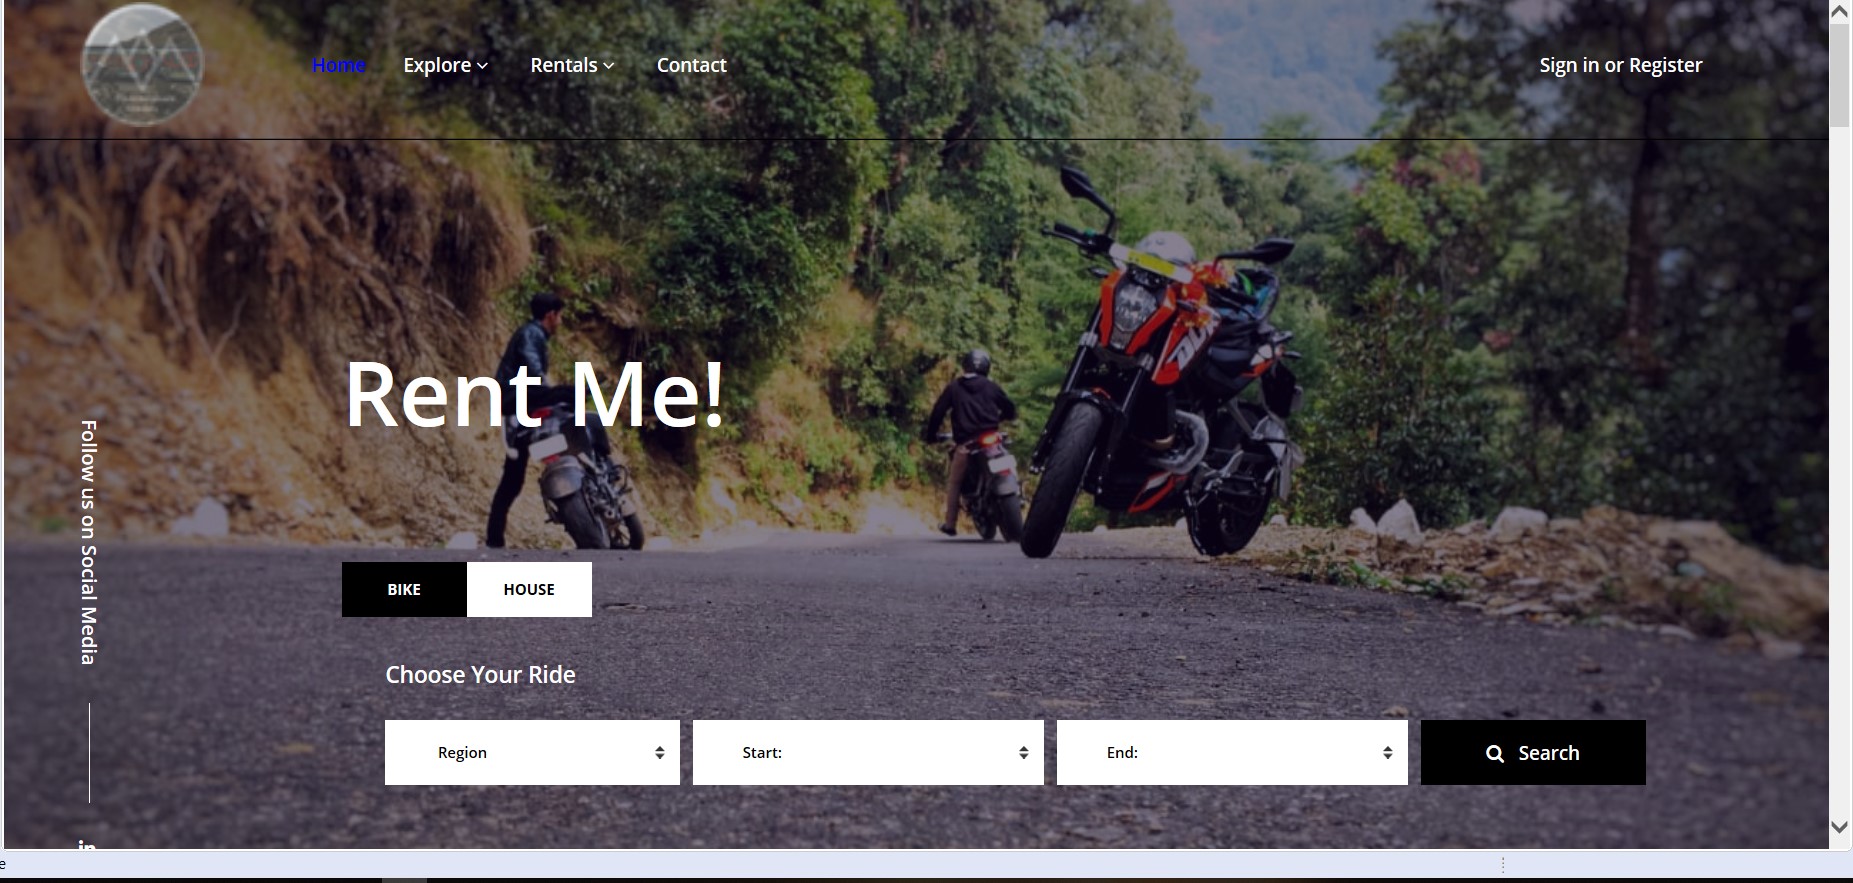 Home Explore Rentals Contact Sign in or Register
Rent Me!
Follow us on Social Media
BIKE HOUSE
Choose Your Ride
Region Start: End: Search
in
e